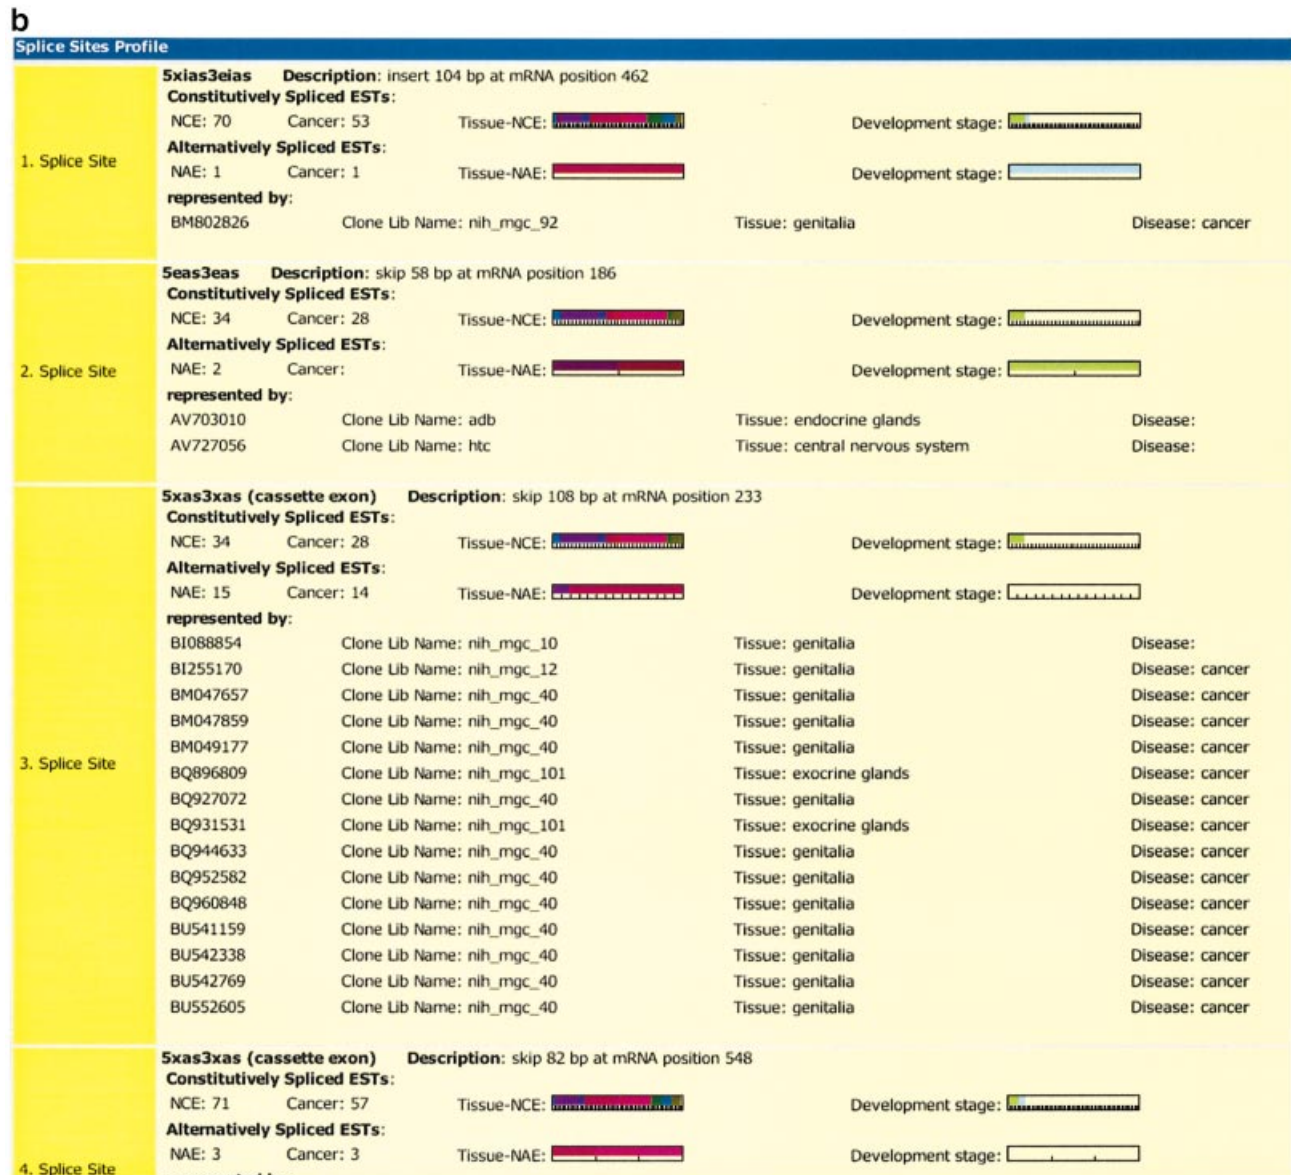 b
Splice Sites Profile
1. Splice Site
5xias3eias Description: insert 104 bp at mRNA position 462
Constitutively Spliced ESTs:
NCE: 70 Cancer: 53 Tissue-NCE: Development stage:
Alternatively Spliced ESTs:
NAE: 1 Cancer: 1 Tissue-NAE: Development stage:
represented by:
BM802826 Clone Lib Name: nih_mgc_92 Tissue: genitalia Disease: cancer
2. Splice Site
5eas3eas Description: skip 58 bp at mRNA position 186
Constitutively Spliced ESTs:
NCE: 34 Cancer: 28 Tissue-NCE: Development stage:
Alternatively Spliced ESTs:
NAE: 2 Cancer: Tissue-NAE: Development stage:
represented by:
AV703010 Clone Lib Name: adb Tissue: endocrine glands Disease:
AV727056 Clone Lib Name: htc Tissue: central nervous system Disease:
3. Splice Site
5xas3xas (cassette exon) Description: skip 108 bp at mRNA position 233
Constitutively Spliced ESTs:
NCE: 34 Cancer: 28 Tissue-NCE: Development stage:
Alternatively Spliced ESTs:
NAE: 15 Cancer: 14 Tissue-NAE: Development stage:
represented by:
BI088854 Clone Lib Name: nih_mgc_10 Tissue: genitalia Disease:
BI255170 Clone Lib Name: nih_mgc_12 Tissue: genitalia Disease: cancer
BM047657 Clone Lib Name: nih_mgc_40 Tissue: genitalia Disease: cancer
BM047859 Clone Lib Name: nih_mgc_40 Tissue: genitalia Disease: cancer
BM049177 Clone Lib Name: nih_mgc_40 Tissue: genitalia Disease: cancer
BQ896809 Clone Lib Name: nih_mgc_101 Tissue: exocrine glands Disease: cancer
BQ927072 Clone Lib Name: nih_mgc_40 Tissue: genitalia Disease: cancer
BQ931531 Clone Lib Name: nih_mgc_101 Tissue: exocrine glands Disease: cancer
BQ944633 Clone Lib Name: nih_mgc_40 Tissue: genitalia Disease: cancer
BQ952582 Clone Lib Name: nih_mgc_40 Tissue: genitalia Disease: cancer
BQ960848 Clone Lib Name: nih_mgc_40 Tissue: genitalia Disease: cancer
BU541159 Clone Lib Name: nih_mgc_40 Tissue: genitalia Disease: cancer
BU542338 Clone Lib Name: nih_mgc_40 Tissue: genitalia Disease: cancer
BU542769 Clone Lib Name: nih_mgc_40 Tissue: genitalia Disease: cancer
BU552605 Clone Lib Name: nih_mgc_40 Tissue: genitalia Disease: cancer
5xas3xas (cassette exon) Description: skip 82 bp at mRNA position 548
Constitutively Spliced ESTs:
NCE: 71 Cancer: 57 Tissue-NCE: Development stage:
Alternatively Spliced ESTs:
NAE: 3 Cancer: 3 Tissue-NAE: Development stage:
4. Splice Site